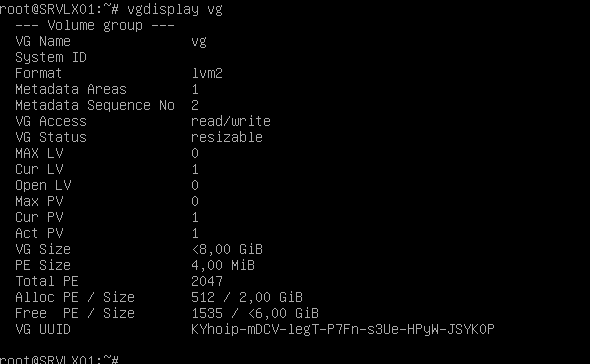 root@SRVLX01:~# vgdisplay vg
--- Volume group ---
VG Name vg
System ID
Format lvm2
Metadata Areas 1
Metadata Sequence No 2
VG Access read/write
VG Status resizable
MAX LV 0
Cur LV 1
Open LV 0
Max PV 0
Cur PV 1
Act PV 1
VG Size <8,00 GiB
PE Size 4,00 MiB
Total PE 2047
Alloc PE / Size 512 / 2,00 GiB
Free PE / Size 1535 / <6,00 GiB
VG UUID KYhoip-mDCV-legT-P7Fn-s3Ue-HPyW-JSYKOP
root@SRVLX01:~#